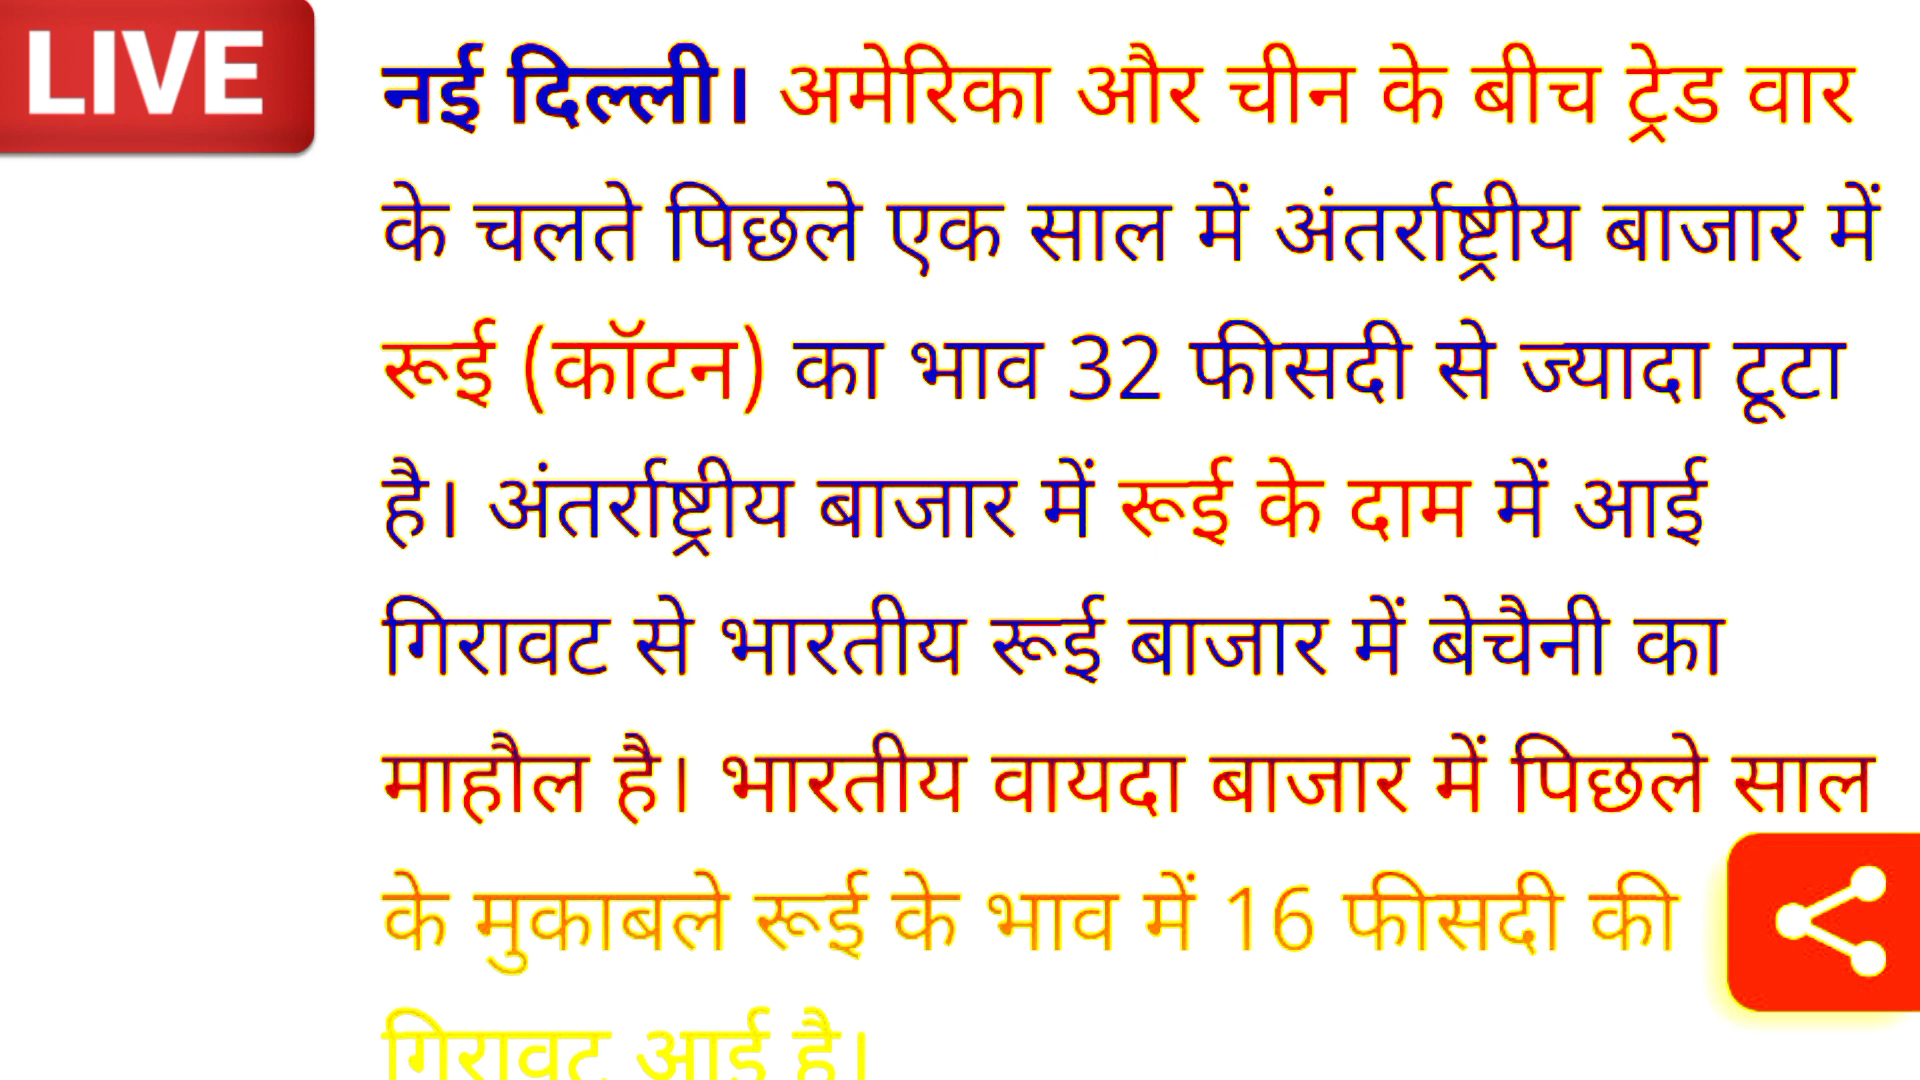 LIVE
नई दिल्ली। अमेरिका और चीन के बीच ट्रेड वार
के चलते पिछले एक साल में अंतर्राष्ट्रीय बाजार में
रूई (कॉटन) का भाव 32 फीसदी से ज्यादा टूटा
है। अंतर्राष्ट्रीय बाजार में रूई के दाम में आई
गिरावट से भारतीय रूई बाजार में बेचैनी का
माहौल है। भारतीय वायदा बाजार में पिछले साल
के मुकाबले रूई के भाव में 16 फीसदी की
गिरावट आई है।